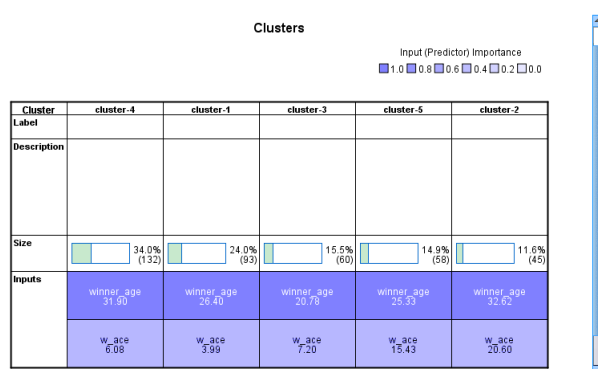 Clusters
Input (Predictor) Importance
1.0 0.8 0.6 0.4 0.2 0.0
Cluster cluster-4 cluster-1 cluster-3 cluster-5 cluster-2
Label
Description
Size 34.0% (132) 24.0% (93) 15.5% (60) 14.9% (58) 11.6% (45)
Inputs
winner_age winner_age winner_age winner_age winner_age
31.90 26.40 20.78 25.33 32.62
w_ace w_ace w_ace w_ace w_ace
6.08 3.99 7.20 15.43 20.60